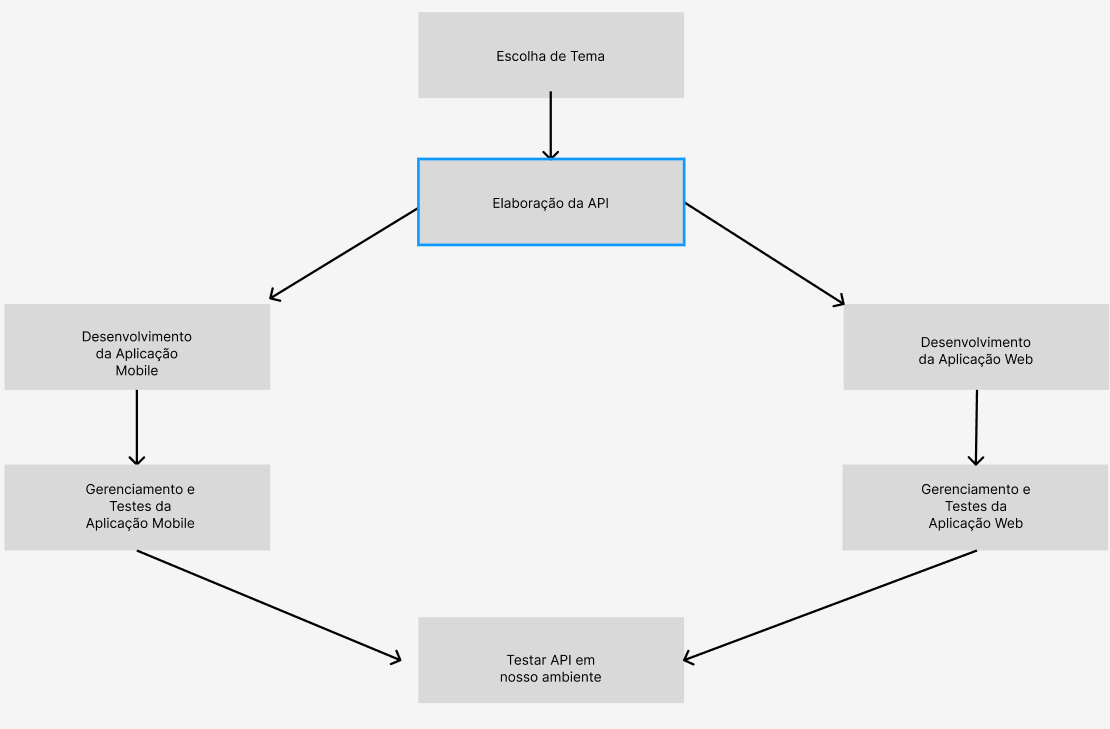 Escolha de Tema
Elaboração da API
Desenvolvimento
da Aplicação
Mobile
Desenvolvimento
da Aplicação Web
Gerenciamento e
Testes da
Aplicação Mobile
Gerenciamento e
Testes da
Aplicação Web
Testar API em
nosso ambiente